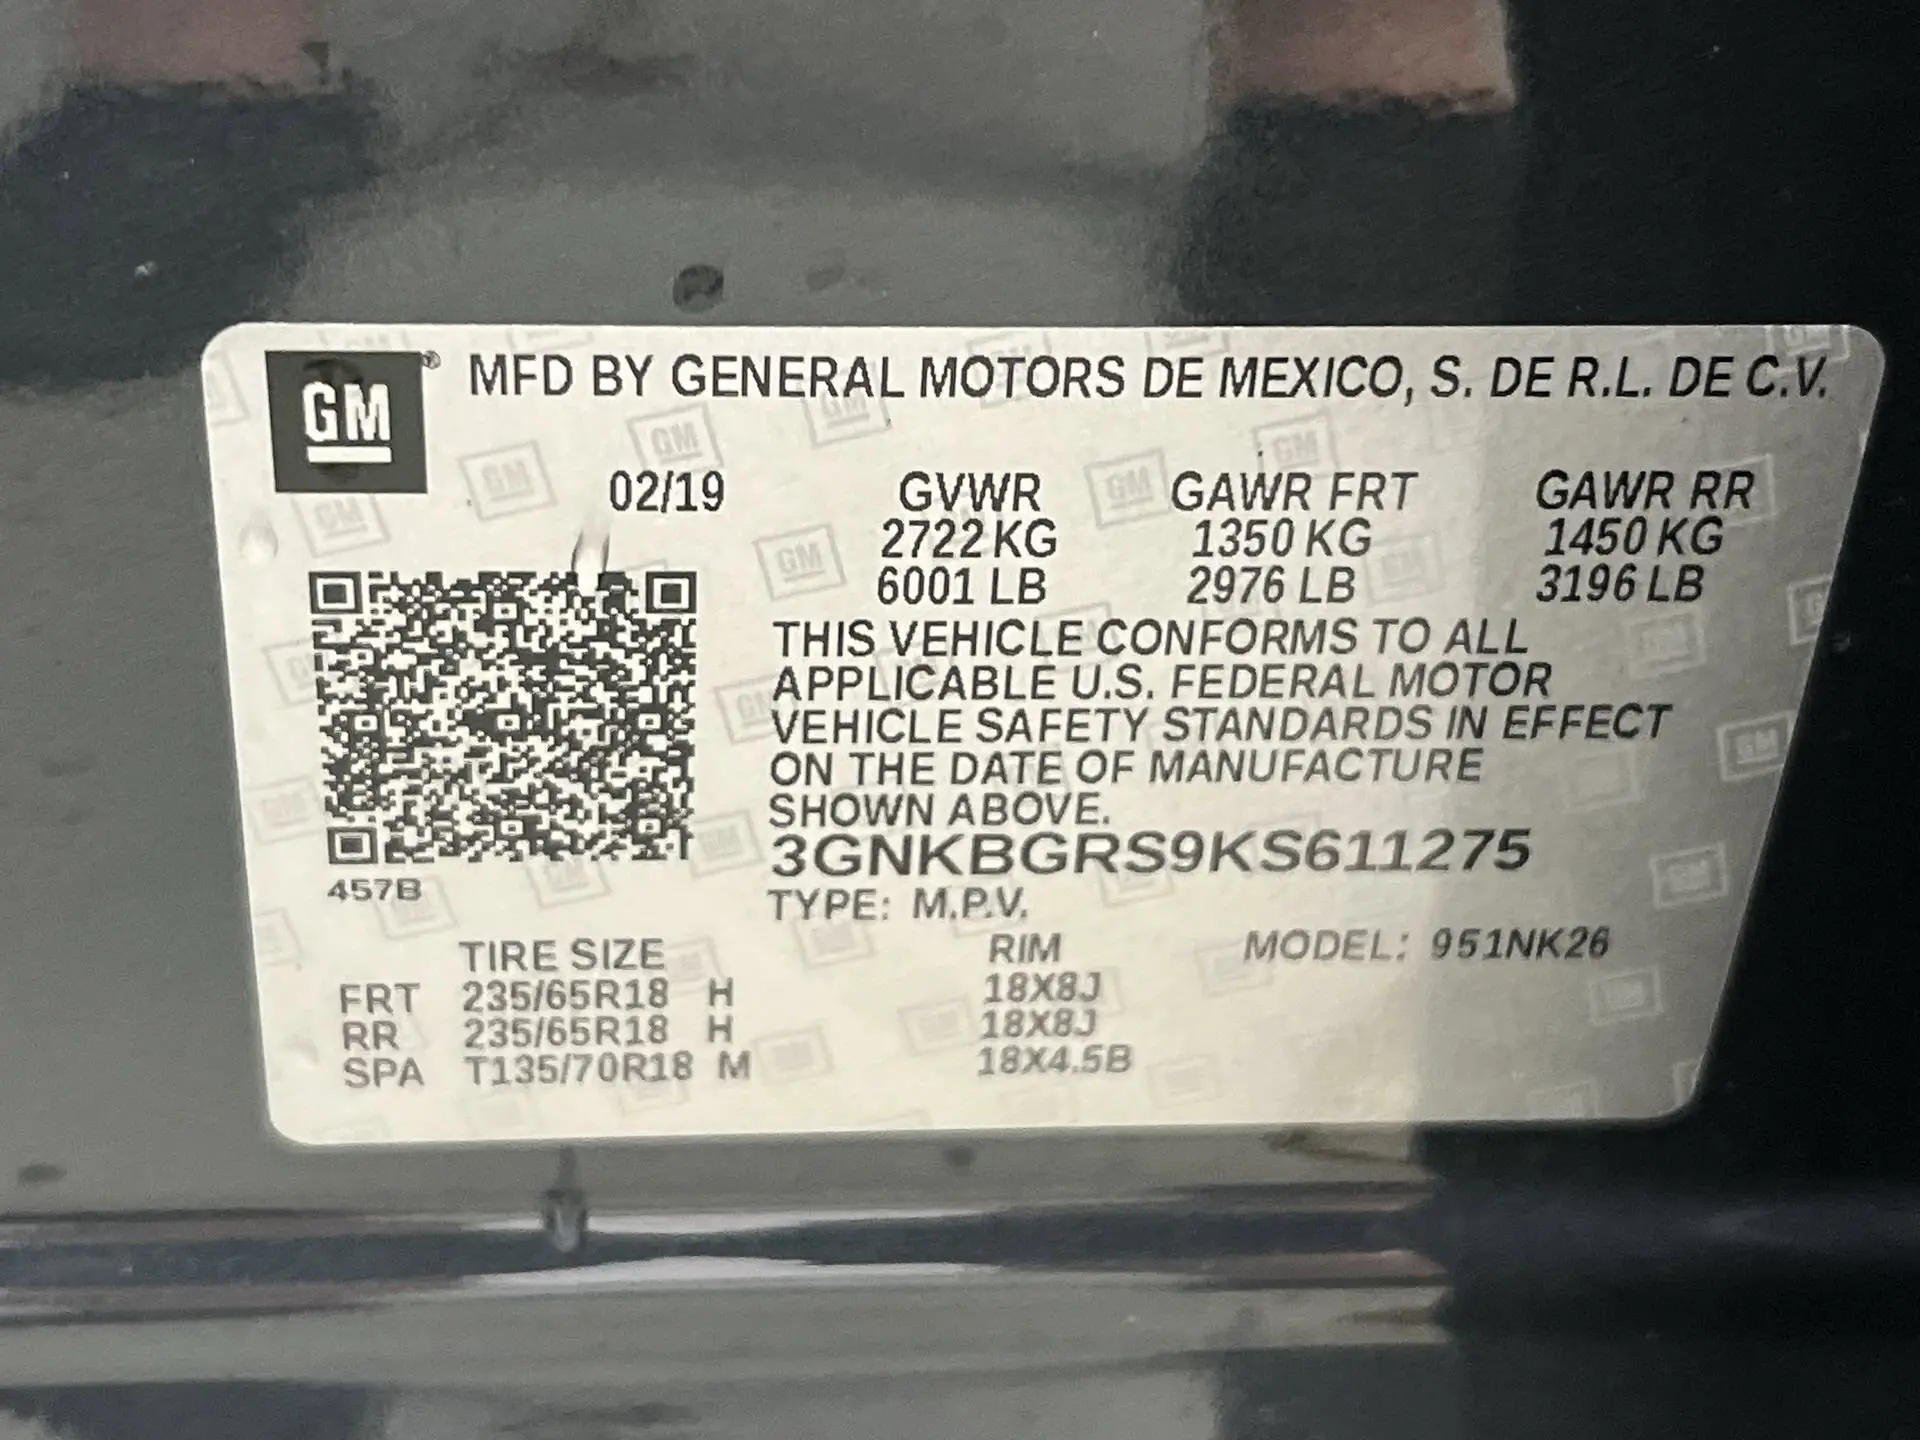 GM® MFD BY GENERAL MOTORS DE MEXICO, S. DE R.L. DE C.V.
02/19 GVWR GAWR FRT GAWR RR
2722 KG 1350 KG 1450 KG
6001 LB 2976 LB 3196 LB
THIS VEHICLE CONFORMS TO ALL
APPLICABLE U.S. FEDERAL MOTOR
VEHICLE SAFETY STANDARDS IN EFFECT
ON THE DATE OF MANUFACTURE
SHOWN ABOVE.
3GNKBGRS9KS611275
457B
TYPE: M.P.V.
TIRE SIZE RIM MODEL: 951NK26
FRT 235/65R18 H 18X8J
RR 235/65R18 H 18X8J
SPA T135/70R18 M 18X4.5B